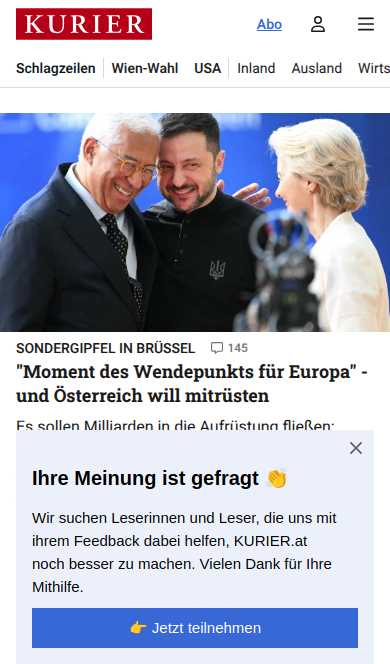 KURIER
Abo
Schlagzeilen Wien-Wahl USA Inland Ausland Wirts
SONDERGIPFEL IN BRÜSSEL 145
"Moment des Wendepunkts für Europa" -
und Österreich will mitrüsten
Es sollen Milliarden in die Aufrüstung fließen:
Ihre Meinung ist gefragt 👏
Wir suchen Leserinnen und Leser, die uns mit
ihrem Feedback dabei helfen, KURIER.at
noch besser zu machen. Vielen Dank für Ihre
Mithilfe.
👉 Jetzt teilnehmen